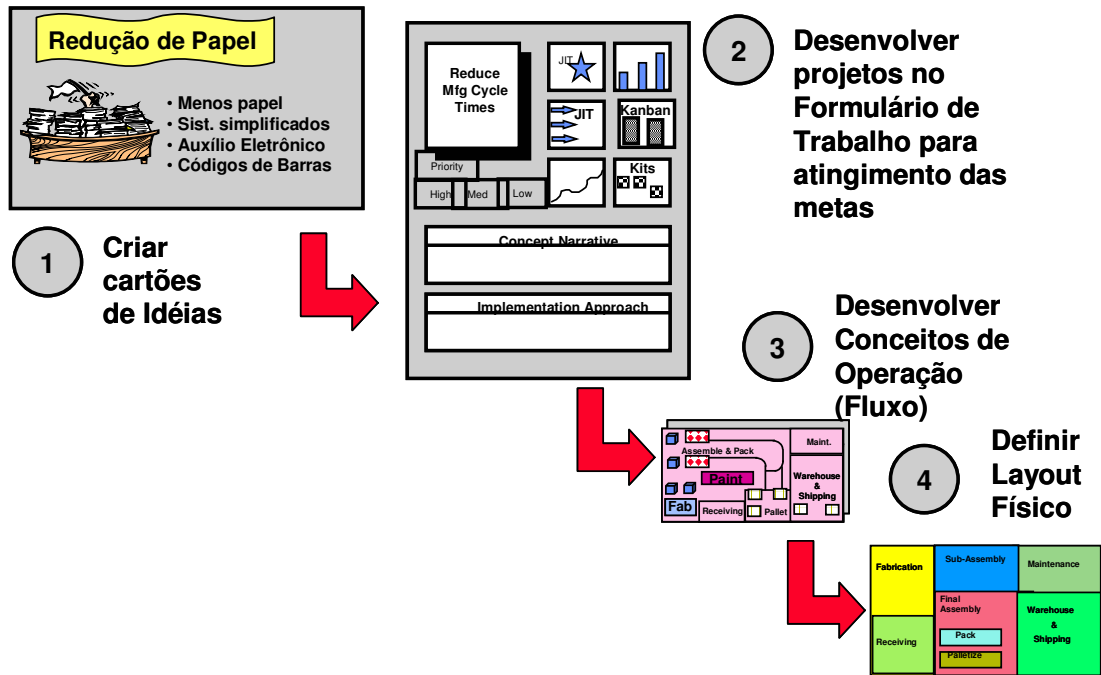 Redução de Papel
• Menos papel
• Sist. simplificados
• Auxílio Eletrônico
• Códigos de Barras
1
Criar
cartões
de Idéias
Reduce
Mfg Cycle
Times
JIT
JIT
Kanban
Kits
Priority
High
Med
Low
Concept Narrative
Implementation Approach
2
Desenvolver
projetos no
Formulário de
Trabalho para
atingimento das
metas
3
Desenvolver
Conceitos de
Operação
(Fluxo)
Assemble & Pack
Maint.
Paint
Warehouse
&
Shipping
Fab
Receiving
Pallet
4
Definir
Layout
Físico
Fabrication
Sub-Assembly
Maintenance
Final
Assembly
Warehouse
&
Shipping
Receiving
Pack
Palletize